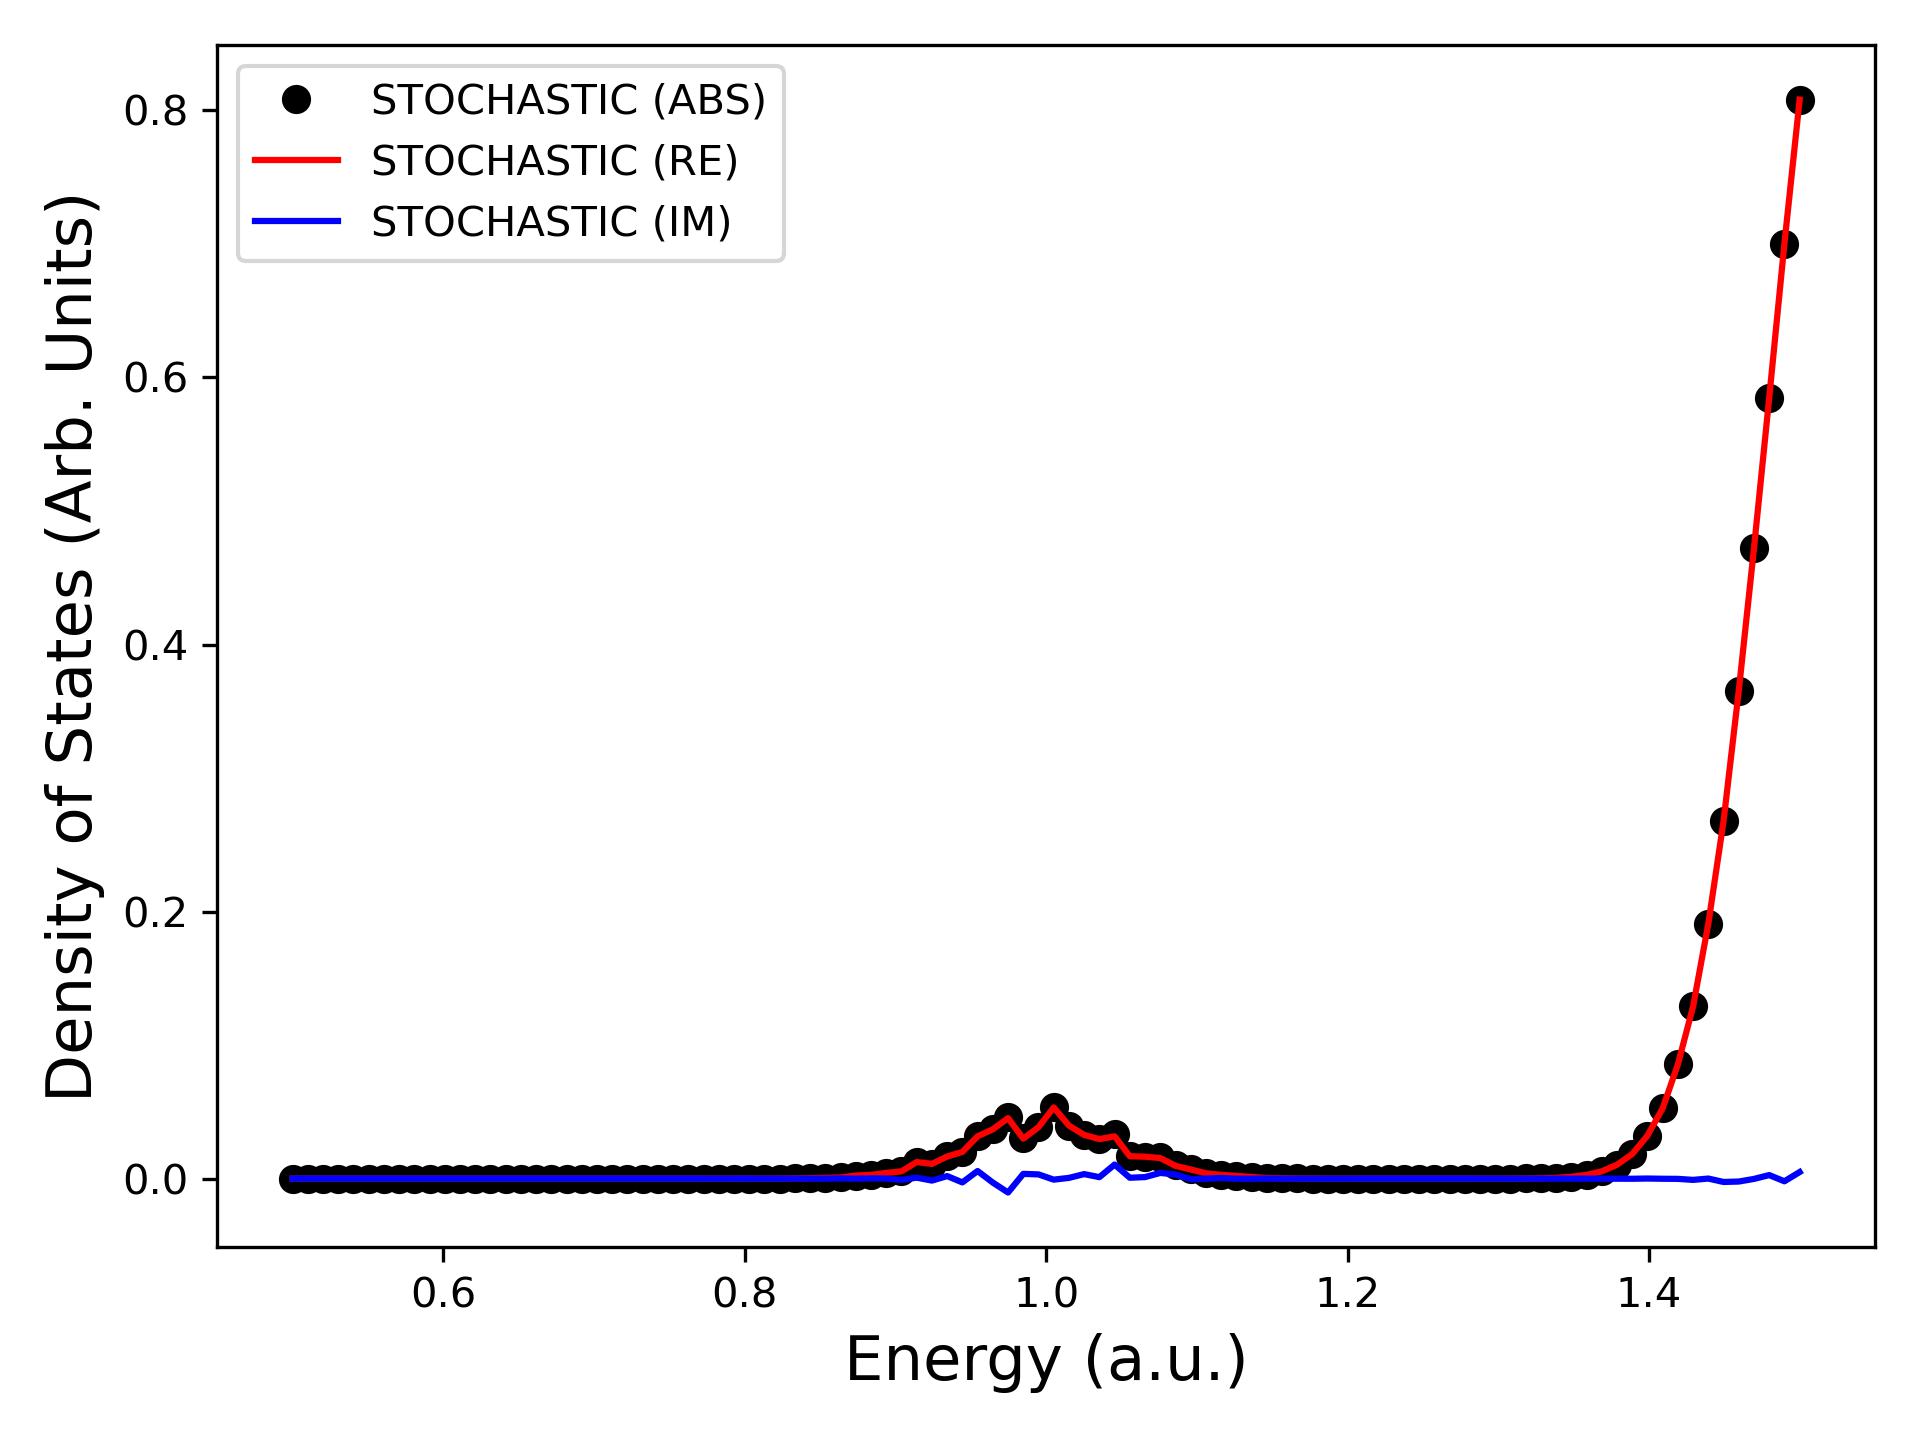 STOCHASTIC (ABS)
STOCHASTIC (RE)
STOCHASTIC (IM)
Density of States (Arb. Units)
0.8
0.6
0.4
0.2
0.0
0.6 0.8 1.0 1.2 1.4
Energy (a.u.)